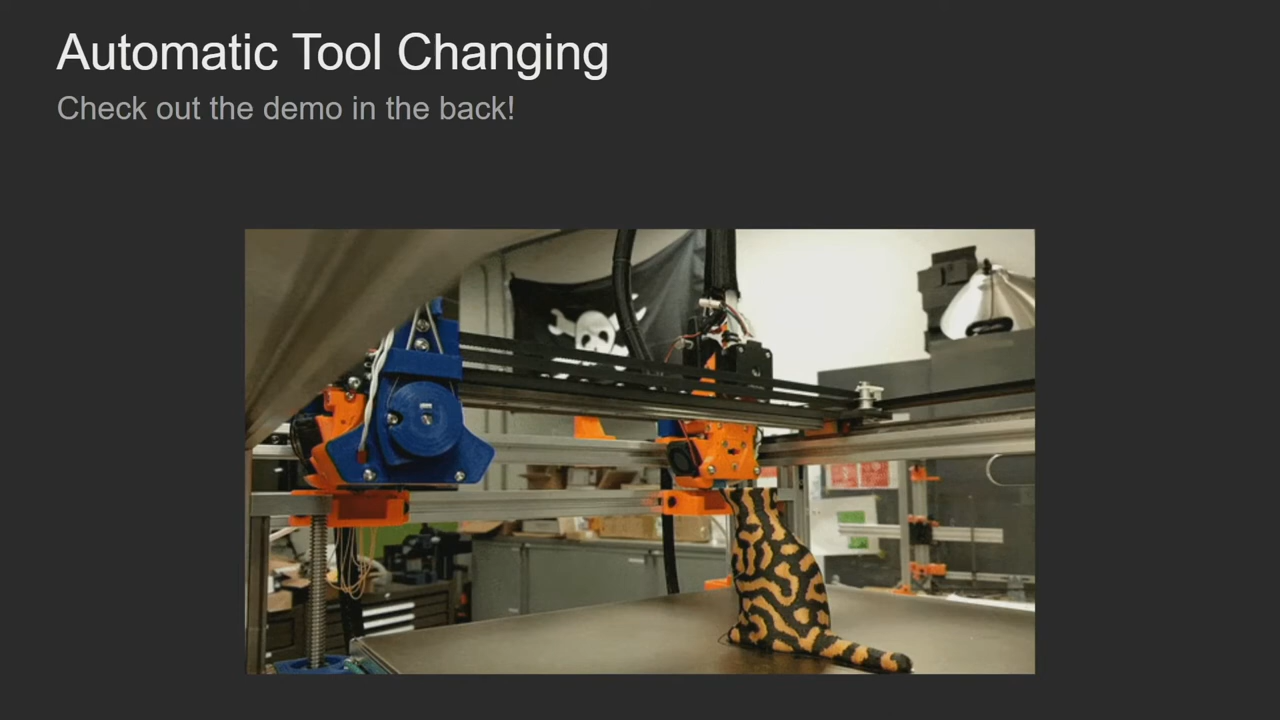 Automatic Tool Changing
Check out the demo in the back!